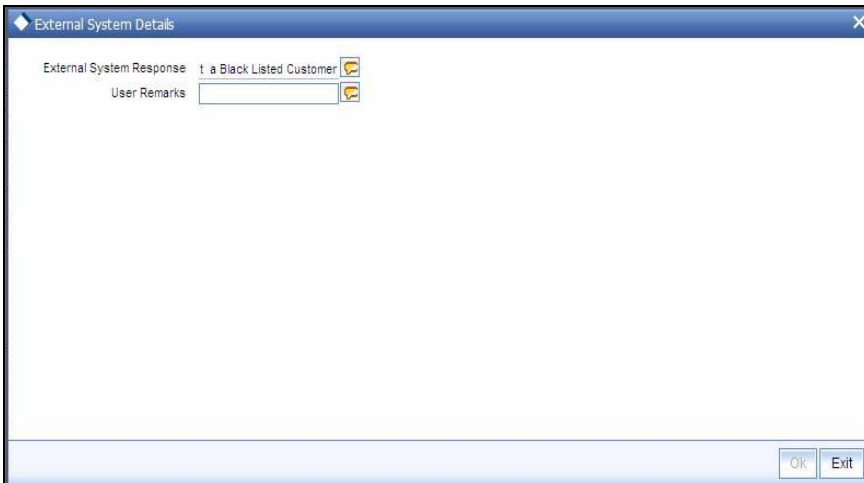 External System Details
External System Response t a Black Listed Customer
User Remarks
Ok Exit